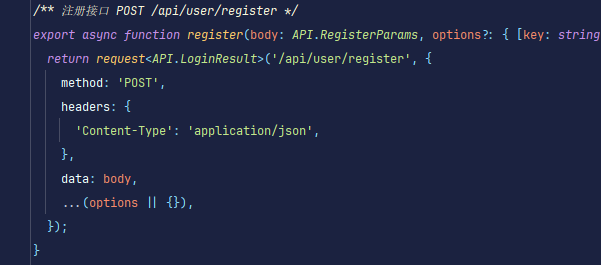 /** 注册接口 POST /api/user/register */
export async function register(body: API.RegisterParams, options?: { [key: string
return request<API.LoginResult>('/api/user/register', {
method: 'POST',
headers: {
'Content-Type': 'application/json',
},
data: body,
...(options || {}),
});
}